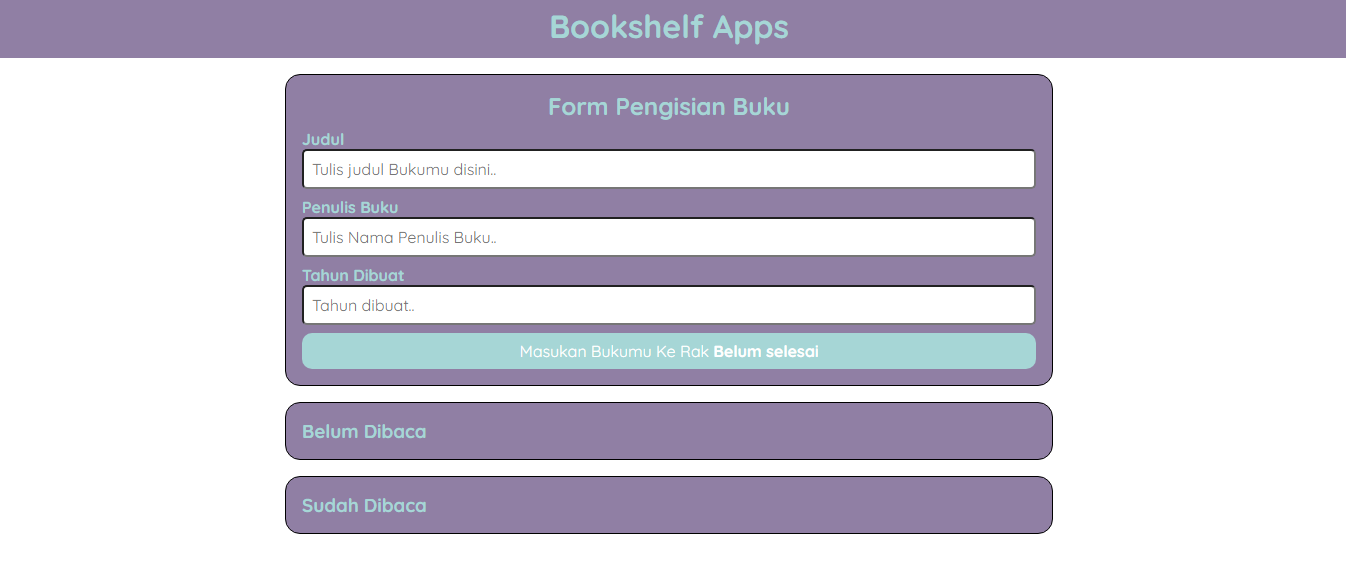 Bookshelf Apps
Form Pengisian Buku
Judul
Tulis judul Bukumu disini..
Penulis Buku
Tulis Nama Penulis Buku..
Tahun Dibuat
Tahun dibuat..
Masukan Bukumu Ke Rak Belum selesai
Belum Dibaca
Sudah Dibaca